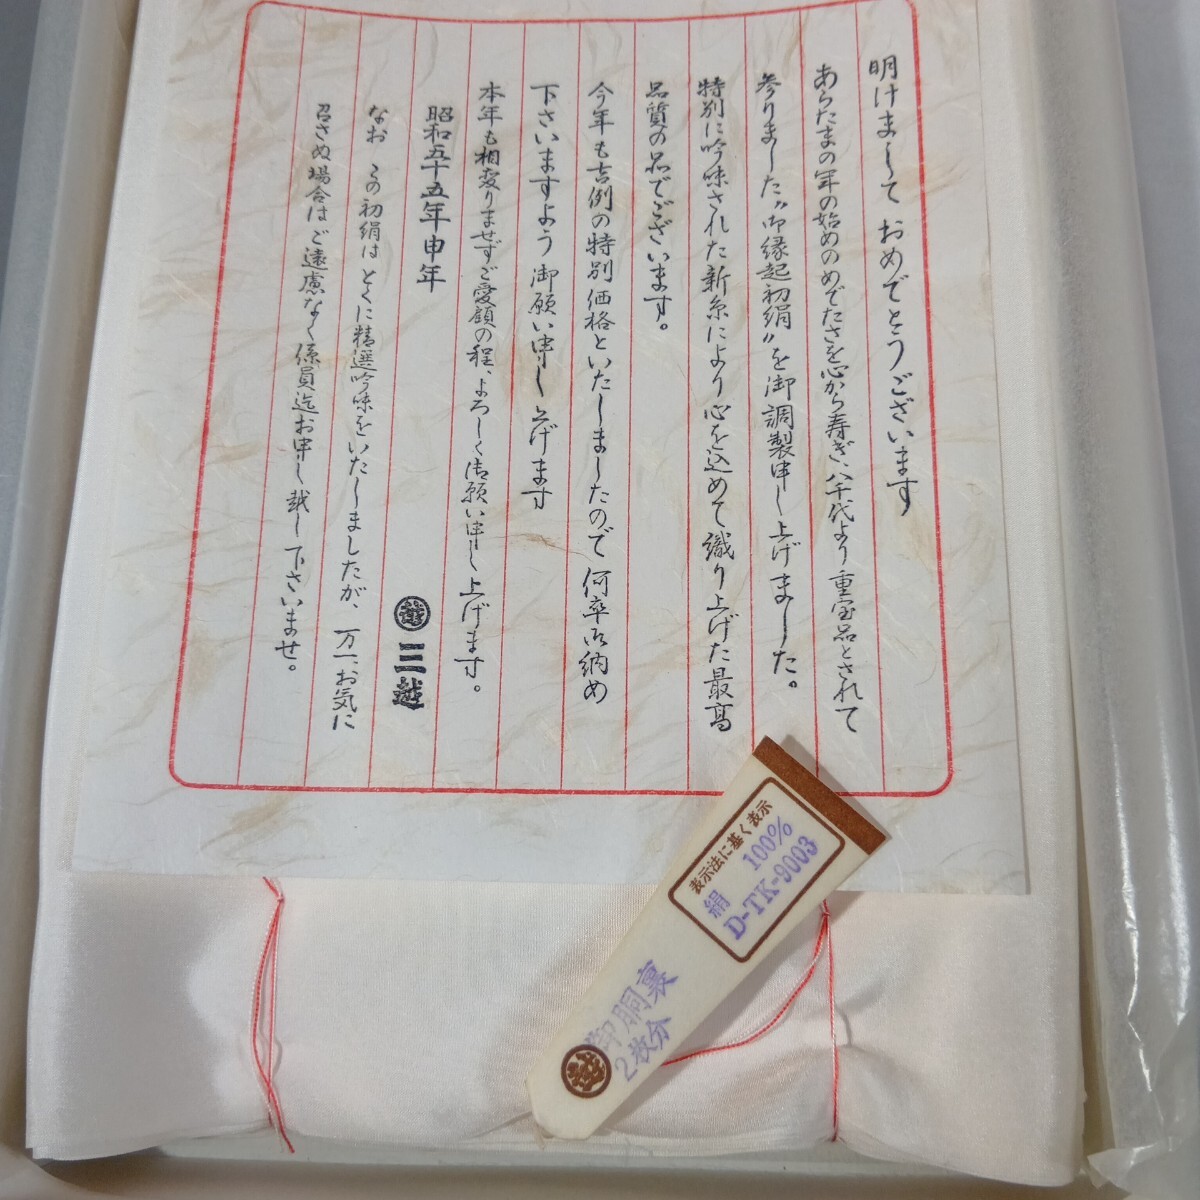 明けまして おめでとうございます
あらたまの年の始めのめでたさを心から寿ぎ、八千代より重宝品とされて
参りました〝御縁起初絹〟を御調製申し上げました。
特別に吟味された新糸により心を込めて織り上げた最高
品質の品でございます。
今年も吉例の特別価格といたしましたので何卒御納め
下さいますよう御願い申し上げます
本年も相変りませずご愛顧の程、よろしく御願い申し上げます。
昭和五十五年申年
越 三越
なお この初絹は とくに精選吟味をいたしましたが、万一、お気に
召さぬ場合はご遠慮なく係員迄お申し越し下さいませ。
表示法に基く表示
絹 100%
D-TK-9003
御胴裏
2枚分
越